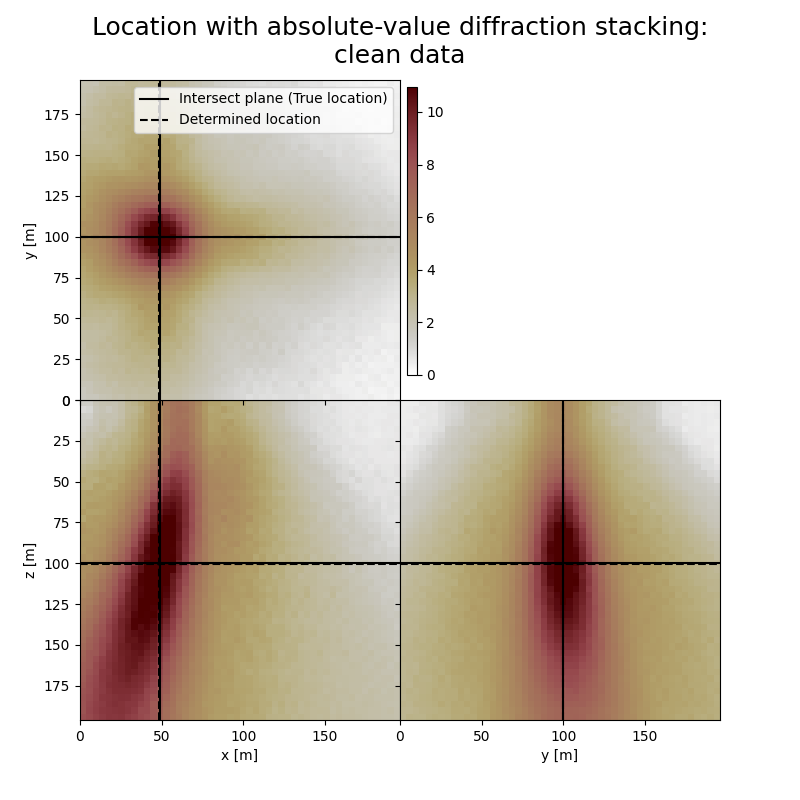 Location with absolute-value diffraction stacking:
clean data
Intersect plane (True location)
Determined location
y [m]
175
150
125
100
75
50
25
0
10
8
6
4
2
0
z [m]
0
25
50
75
100
125
150
175
0 50 100 150
x [m]
0 50 100 150
y [m]